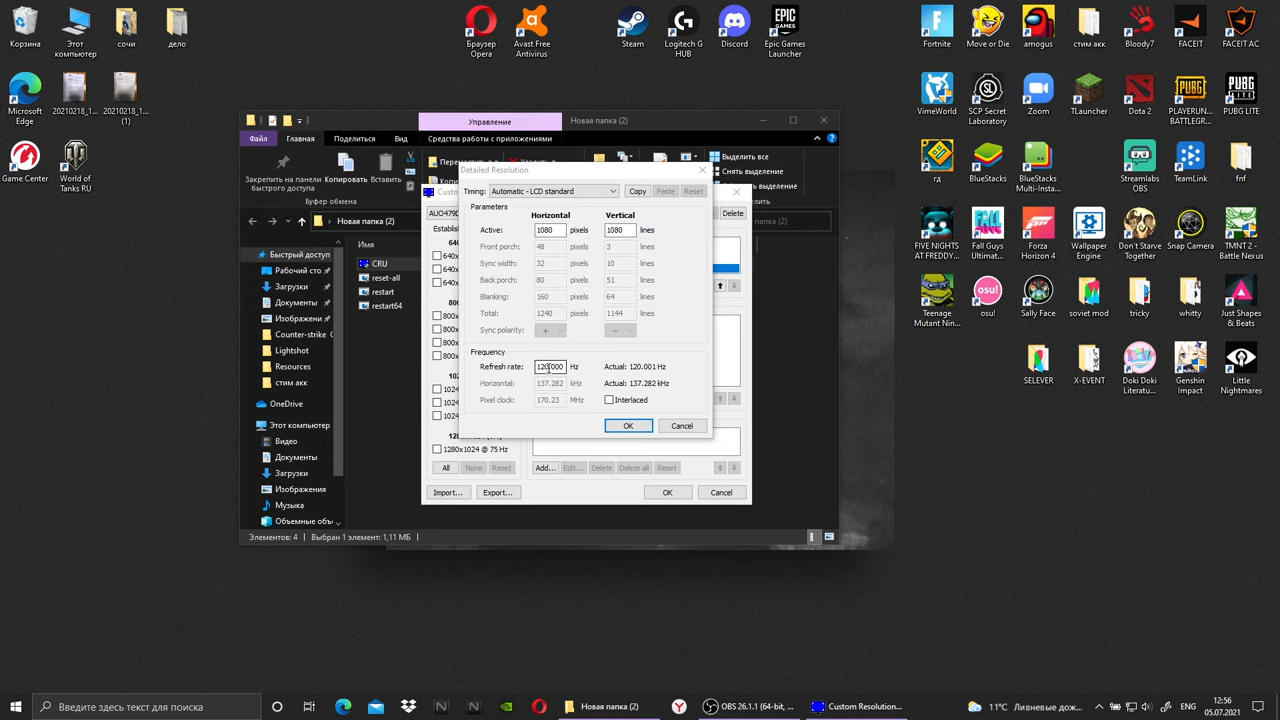 Корзина
Этот
компьютер
сочи
дело
Браузер
Opera
Avast Free
Antivirus
Steam
Logitech G
HUB
Discord
Epic Games
Launcher
Fortnite
Move or Die
amogus
стим акк
Bloody7
FACEIT
FACEIT AC
Microsoft
Edge
20210218_1...
20210218_1...
(1)
VimeWorld
SCP Secret
Laboratory
Zoom
TLauncher
Dota 2
PLAYERUN...
BATTLEGR...
PUBG LITE
Game Center
World of
Tanks RU
гд
BlueStacks
BlueStacks
Multi-Insta...
Streamlabs
OBS
TeamLink
fnf
FIVE NIGHTS
AT FREDDY...
Fall Guys
Ultimat...
Forza
Horizon 4
Wallpaper
Engine
Don't Starve
Together
Snap Camera
TMNT 2 -
Battle Nexus
Teenage
Mutant Nin...
osu!
Sally Face
soviet mod
tricky
whitty
Just Shapes
& Beats
SELEVER
X-EVENT
Doki Doki
Literatu...
Genshin
Impact
Little
Nightmares
Управление
Новая папка (2)
Файл
Главная
Поделиться
Вид
Средства работы с приложениями
Закрепить на панели
быстрого доступа
Копировать
Вставить
Выделить все
Снять выделение
Буфер обмена
Новая папка (2)
Имя
CRU
reset-all
restart
restart64
Быстрый доступ
Рабочий сто.
Загрузки
Документы
Изображени
Counter-strike
Lightshot
Resources
стим акк
OneDrive
Этот компьютер
Видео
Документы
Загрузки
Изображения
Музыка
Объемные объ
Элементов: 4
Выбран 1 элемент: 1,11 МБ
Delete
1280x1024 @ 75 Hz
All
None
Reset
Add...
Edit...
Delete
Delete all
Reset
Import...
Export...
OK
Cancel
Detailed Resolution
Timing:
Automatic - LCD standard
Copy
Paste
Reset
Parameters
Horizontal
Vertical
Active: 1080 pixels 1080 lines
Front porch: 48 pixels 3 lines
Sync width: 32 pixels 10 lines
Back porch: 80 pixels 51 lines
Blanking: 160 pixels 64 lines
Total: 1240 pixels 1144 lines
Sync polarity: + −
Frequency
Refresh rate: 120.000 Hz Actual: 120.001 Hz
Horizontal: 137.282 kHz Actual: 137.282 kHz
Pixel clock: 170.23 MHz Interlaced
OK
Cancel
Введите здесь текст для поиска
Новая папка (2)
OBS 26.1.1 (64-bit, ...
Custom Resolution...
11°C Ливневые дож...
12:56
05.07.2021